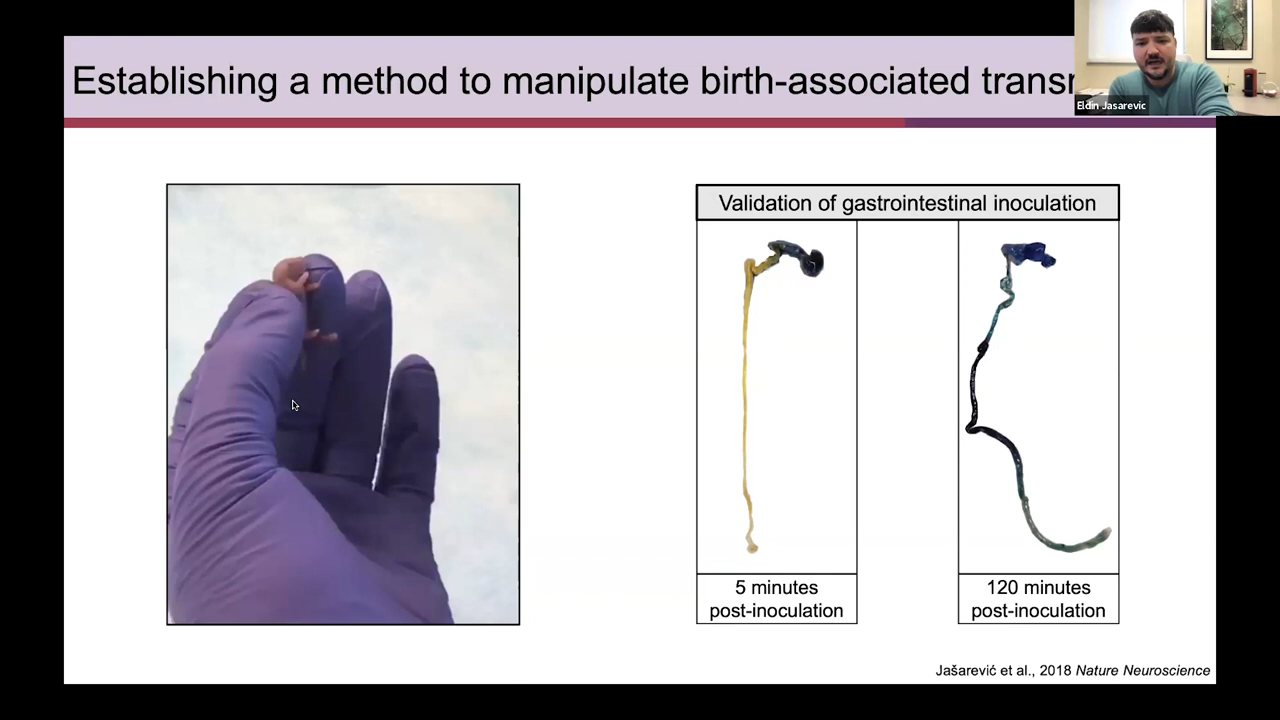 Establishing a method to manipulate birth-associated
Eldin Jasarevic
Validation of gastrointestinal inoculation
5 minutes
post-inoculation
120 minutes
post-inoculation
Jašarević et al., 2018 Nature Neuroscience